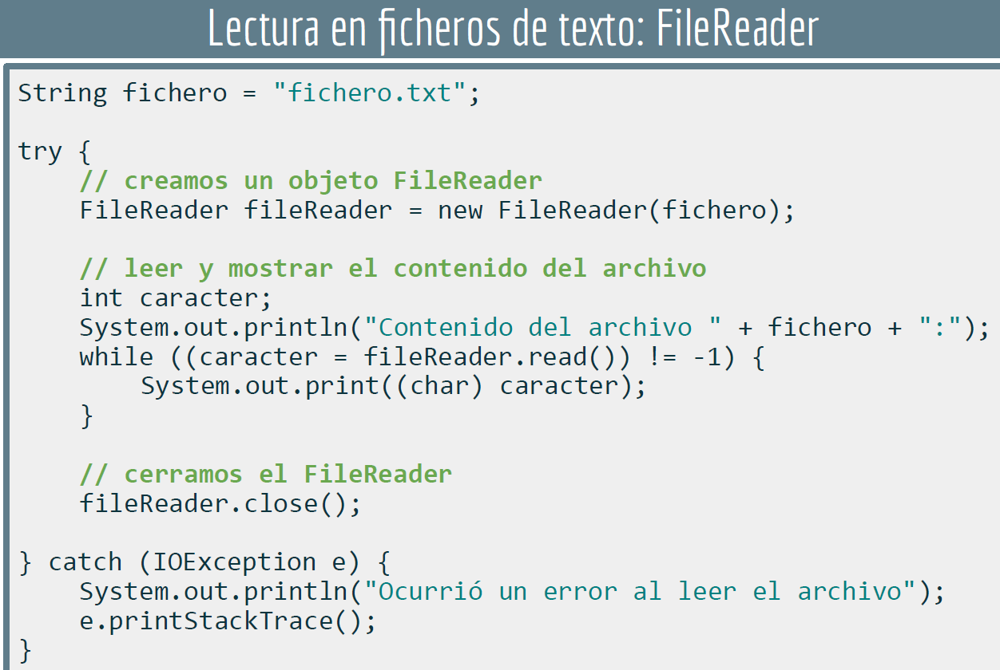 Lectura en ficheros de texto: FileReader
String fichero = "fichero.txt";
try {
// creamos un objeto FileReader
FileReader fileReader = new FileReader(fichero);
// leer y mostrar el contenido del archivo
int caracter;
System.out.println("Contenido del archivo " + fichero + ":");
while ((caracter = fileReader.read()) != -1) {
System.out.print((char) caracter);
}
// cerramos el FileReader
fileReader.close();
} catch (IOException e) {
System.out.println("Ocurrió un error al leer el archivo");
e.printStackTrace();
}